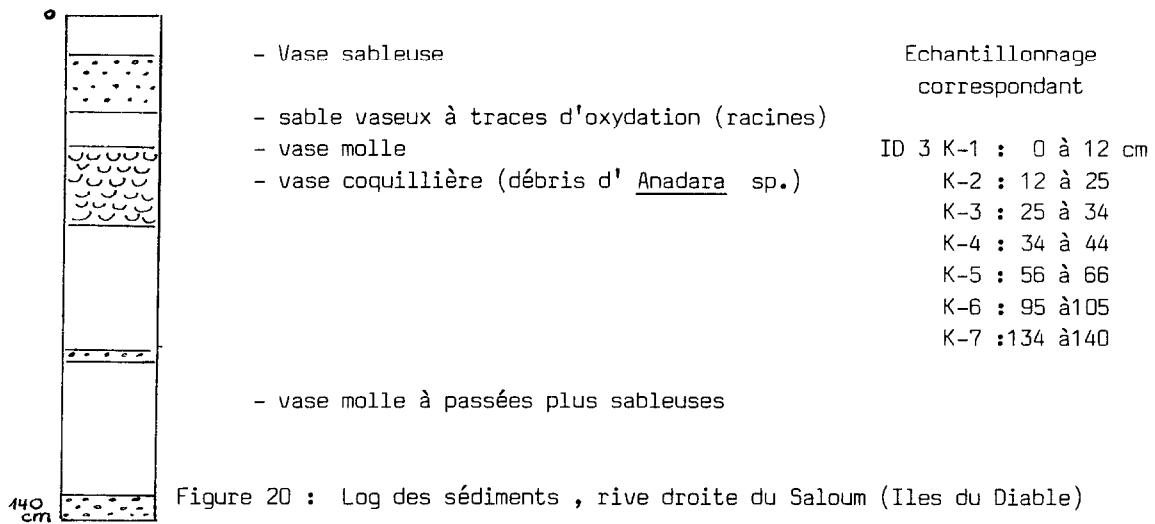 0
- Vase sableuse
- sable vaseux à traces d'oxydation (racines)
- vase molle
- vase coquillière (débris d' Anadara sp.)
- vase molle à passées plus sableuses
140
cm
Echantillonnage
correspondant
ID 3 K-1 : 0 à 12 cm
K-2 : 12 à 25
K-3 : 25 à 34
K-4 : 34 à 44
K-5 : 56 à 66
K-6 : 95 à105
K-7 :134 à140
Figure 20 : Log des sédiments , rive droite du Saloum (Iles du Diable)